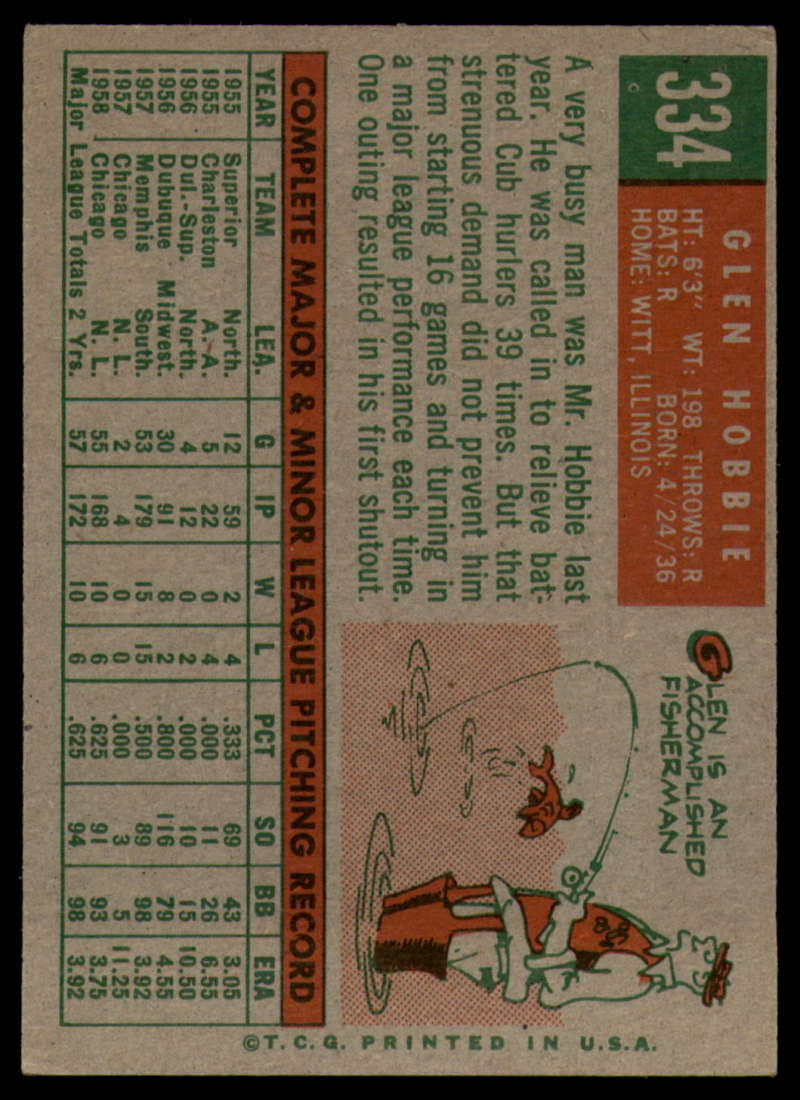 334
GLEN HOBBIE
HT: 6'3" WT: 198 THROWS: R
BATS: R BORN: 4/24/36
HOME: WITT, ILLINOIS
A very busy man was Mr. Hobbie last
year. He was called in to relieve bat-
tered Cub hurlers 39 times. But that
strenuous demand did not prevent him
from starting 16 games and turning in
a major league performance each time.
One outing resulted in his first shutout.
GLEN IS AN
ACCOMPLISHED
FISHERMAN
COMPLETE MAJOR & MINOR LEAGUE PITCHING RECORD
YEAR TEAM LEA. G IP W L PCT SO BB ERA
1955 Superior North. 12 59 2 4 .333 69 43 3.05
1955 Charleston A.-A. 5 22 0 4 .000 11 26 6.55
1956 Dul.-Sup. North. 4 12 0 2 .000 10 15 10.50
1956 Dubuque Midwest. 30 91 8 2 .800 116 79 4.55
1957 Memphis South. 53 179 15 15 .500 89 98 3.92
1957 Chicago N. L. 2 4 0 0 .000 3 5 11.25
1958 Chicago N. L. 55 168 10 6 .625 91 93 3.75
Major League Totals 2 Yrs. 57 172 10 6 .625 94 98 3.92
©T.C.G. PRINTED IN U.S.A.